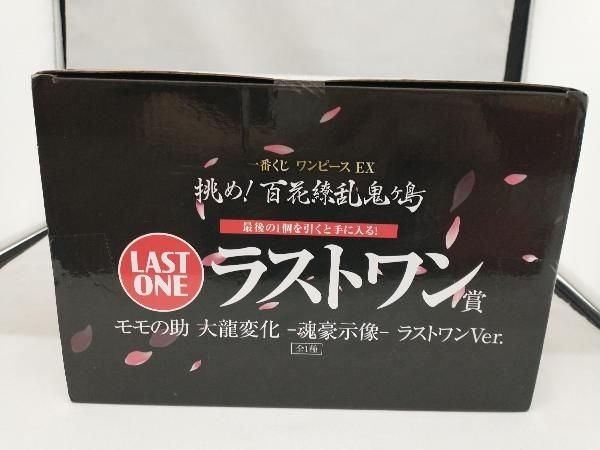 一番くじ ワンピース EX
挑め！百花繚乱鬼ヶ島
最後の1個を引くと手に入る！
LAST
ONE
ラストワン賞
モモの助 大龍変化 -魂豪示像- ラストワンVer.
全1種